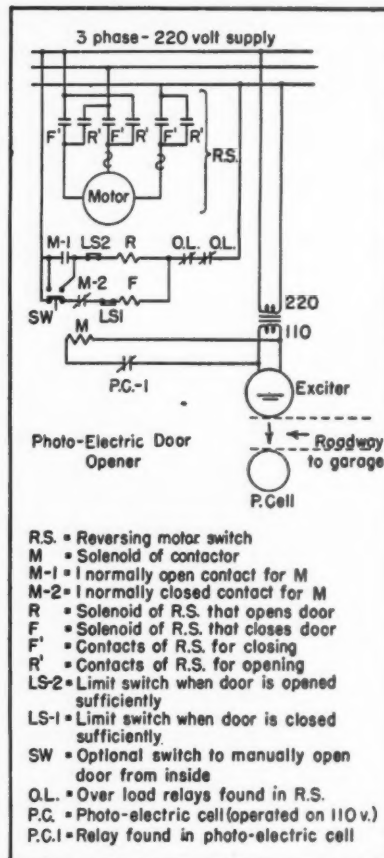 3 phase - 220 volt supply
F' R' F' R' F' R'
R.S.
Motor
M-1 LS2 R O.L. O.L.
M-2 F
SW LS1
220
M
110
P.C.-1
Exciter
Photo-Electric Door
Opener
Roadway
to garage
P.Cell
R.S. = Reversing motor switch
M = Solenoid of contactor
M-1 = 1 normally open contact for M
M-2 = 1 normally closed contact for M
R = Solenoid of R.S. that opens door
F = Solenoid of R.S. that closes door
F' = Contacts of R.S. for closing
R' = Contacts of R.S. for opening
LS-2 = Limit switch when door is opened
sufficiently
LS-1 = Limit switch when door is closed
sufficiently
SW = Optional switch to manually open
door from inside
O.L. = Over load relays found in R.S.
P.C. = Photo-electric cell (operated on 110 v.)
P.C.1 = Relay found in photo-electric cell